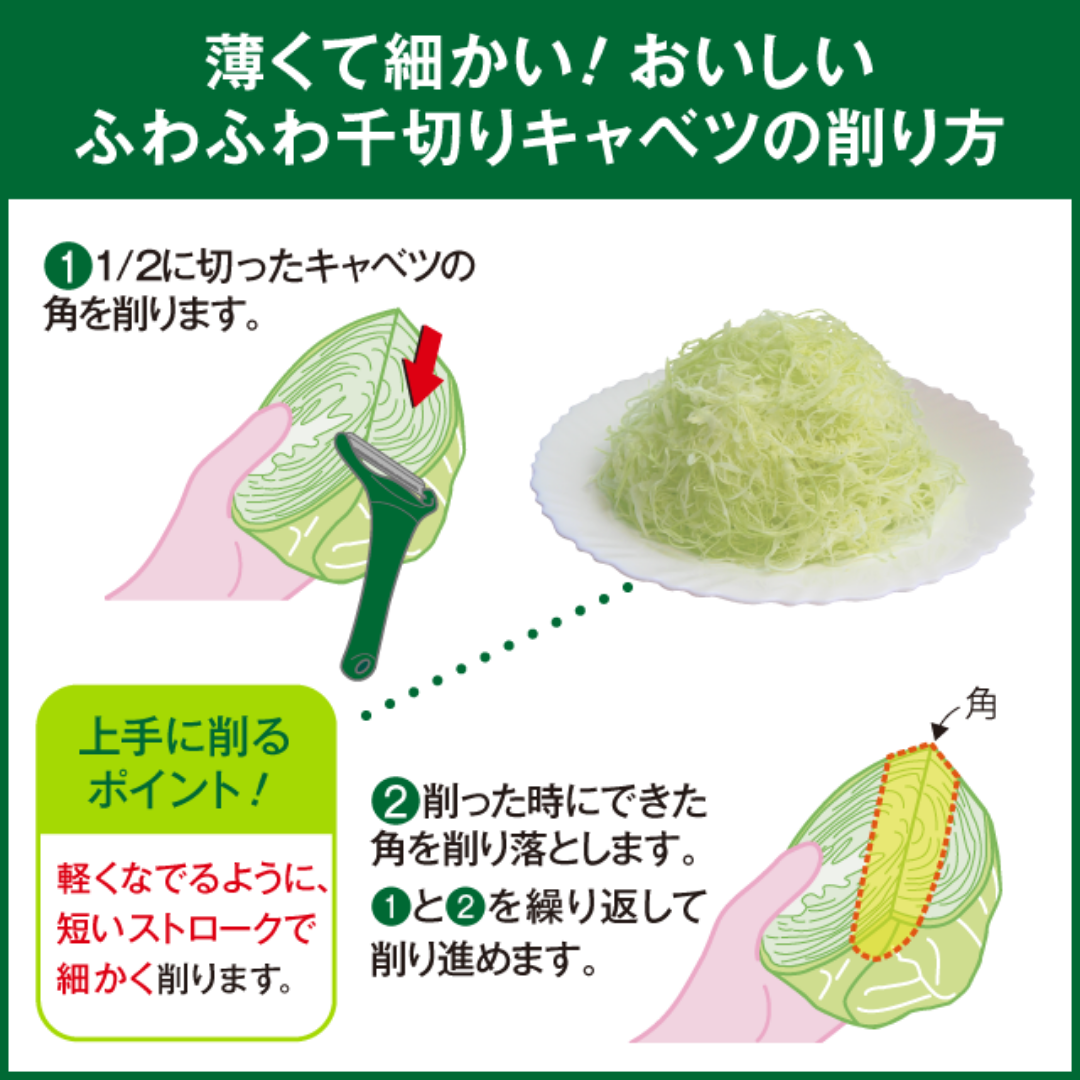 薄くて細かい！おいしい
ふわふわ千切りキャベツの削り方
❶1/2に切ったキャベツの
角を削ります。
上手に削る
ポイント！
軽くなでるように、
短いストロークで
細かく削ります。
角
❷削った時にできた
角を削り落とします。
❶と❷を繰り返して
削り進めます。